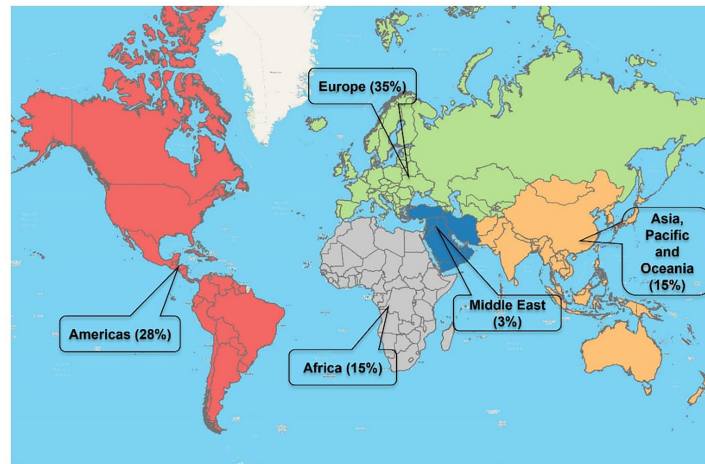 Europe (35%)
Asia,
Pacific
and
Oceania
(15%)
Middle East
(3%)
Americas (28%)
Africa (15%)